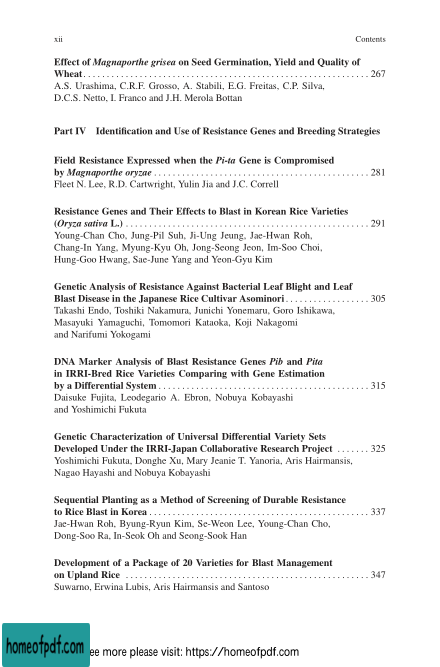 xii Contents
Effect of Magnaporthe grisea on Seed Germination, Yield and Quality of
Wheat . . . . . . . . . . . . . . . . . . . . . . . . . . . . . . . . . . . . . . . . . . . . . . . . . . . . . . . . . . . . . 267
A.S. Urashima, C.R.F. Grosso, A. Stabili, E.G. Freitas, C.P. Silva,
D.C.S. Netto, I. Franco and J.H. Merola Bottan
Part IV Identification and Use of Resistance Genes and Breeding Strategies
Field Resistance Expressed when the Pi-ta Gene is Compromised
by Magnaporthe oryzae . . . . . . . . . . . . . . . . . . . . . . . . . . . . . . . . . . . . . . . . . . . . . . 281
Fleet N. Lee, R.D. Cartwright, Yulin Jia and J.C. Correll
Resistance Genes and Their Effects to Blast in Korean Rice Varieties
(Oryza sativa L.) . . . . . . . . . . . . . . . . . . . . . . . . . . . . . . . . . . . . . . . . . . . . . . . . . . . . 291
Young-Chan Cho, Jung-Pil Suh, Ji-Ung Jeung, Jae-Hwan Roh,
Chang-In Yang, Myung-Kyu Oh, Jong-Seong Jeon, Im-Soo Choi,
Hung-Goo Hwang, Sae-June Yang and Yeon-Gyu Kim
Genetic Analysis of Resistance Against Bacterial Leaf Blight and Leaf
Blast Disease in the Japanese Rice Cultivar Asominori . . . . . . . . . . . . . . . . . . 305
Takashi Endo, Toshiki Nakamura, Junichi Yonemaru, Goro Ishikawa,
Masayuki Yamaguchi, Tomomori Kataoka, Koji Nakagomi
and Narifumi Yokogami
DNA Marker Analysis of Blast Resistance Genes Pib and Pita
in IRRI-Bred Rice Varieties Comparing with Gene Estimation
by a Differential System . . . . . . . . . . . . . . . . . . . . . . . . . . . . . . . . . . . . . . . . . . . . . 315
Daisuke Fujita, Leodegario A. Ebron, Nobuya Kobayashi
and Yoshimichi Fukuta
Genetic Characterization of Universal Differential Variety Sets
Developed Under the IRRI-Japan Collaborative Research Project . . . . . . . 325
Yoshimichi Fukuta, Donghe Xu, Mary Jeanie T. Yanoria, Aris Hairmansis,
Nagao Hayashi and Nobuya Kobayashi
Sequential Planting as a Method of Screening of Durable Resistance
to Rice Blast in Korea . . . . . . . . . . . . . . . . . . . . . . . . . . . . . . . . . . . . . . . . . . . . . . . 337
Jae-Hwan Roh, Byung-Ryun Kim, Se-Weon Lee, Young-Chan Cho,
Dong-Soo Ra, In-Seok Oh and Seong-Sook Han
Development of a Package of 20 Varieties for Blast Management
on Upland Rice . . . . . . . . . . . . . . . . . . . . . . . . . . . . . . . . . . . . . . . . . . . . . . . . . . . . 347
Suwarno, Erwina Lubis, Aris Hairmansis and Santoso
homeofpdf.com
ee more please visit: https://homeofpdf.com